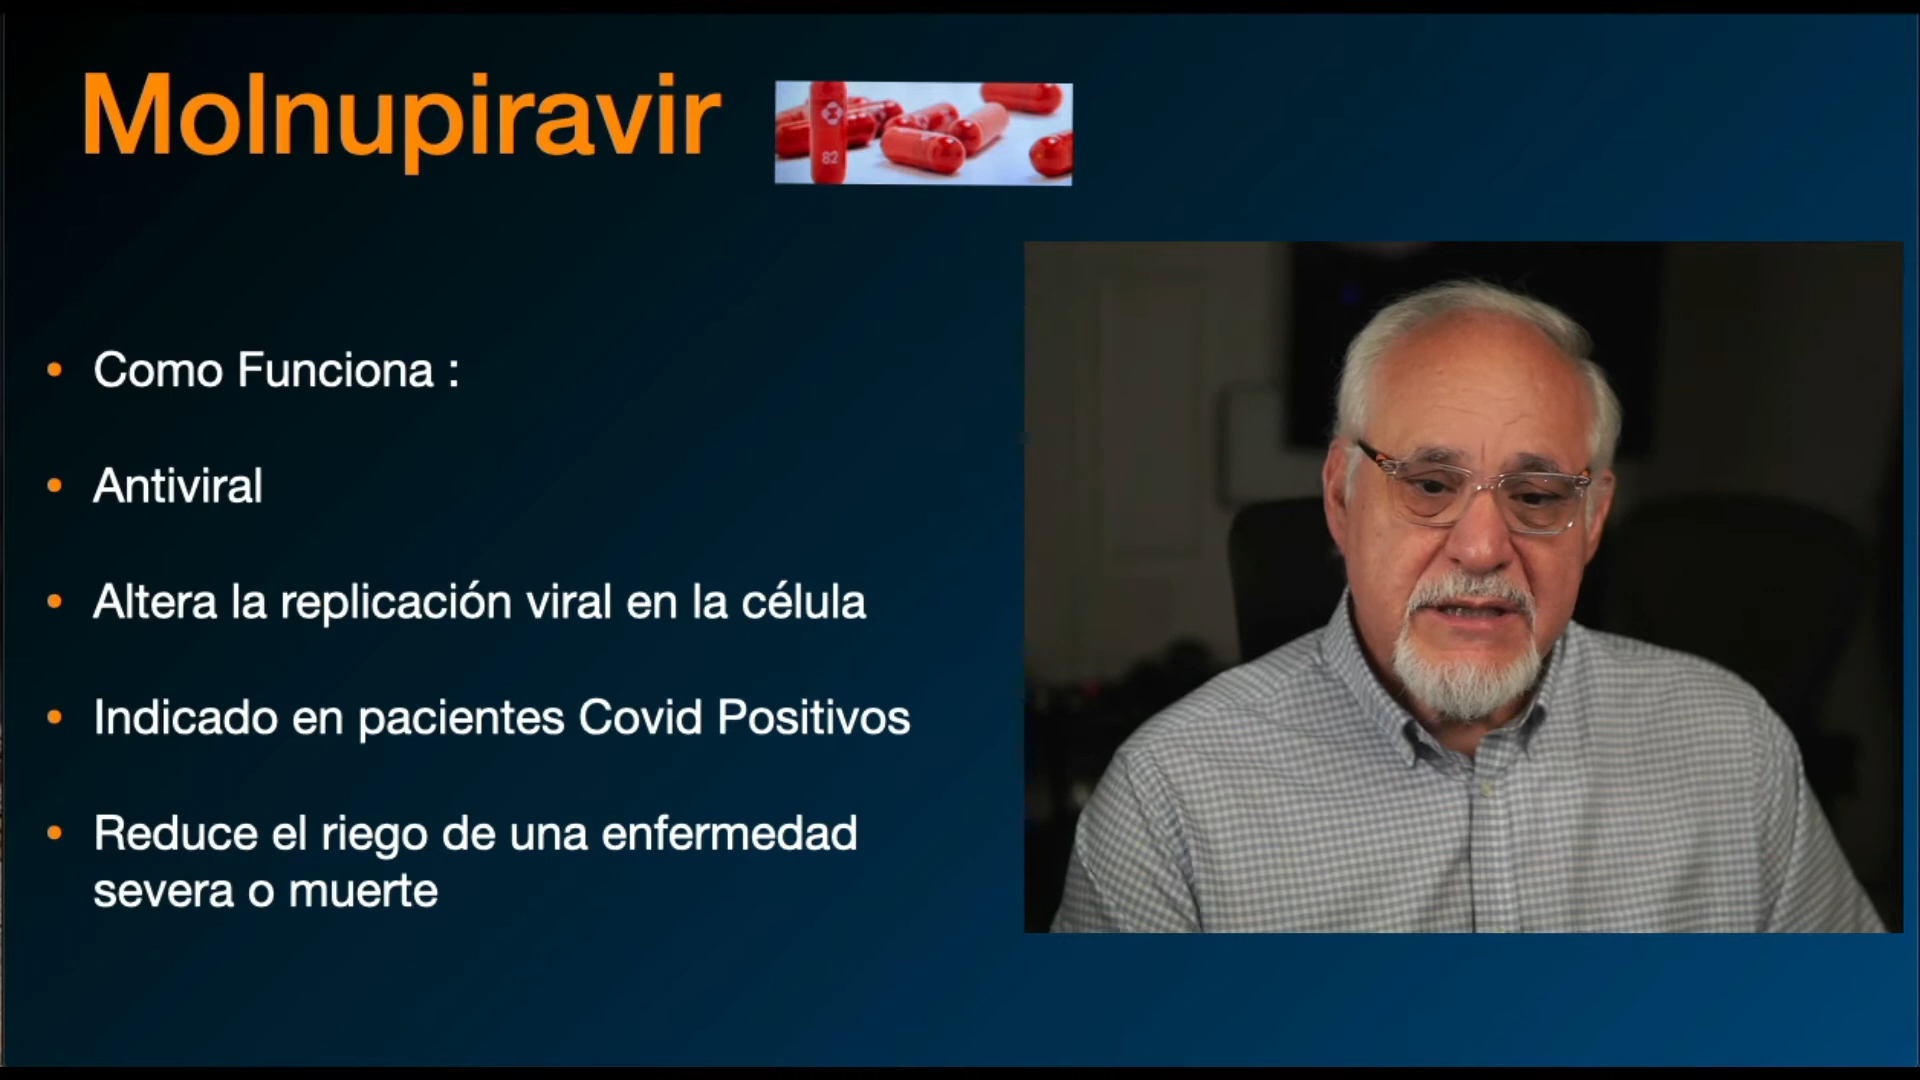 Molnupiravir
82
Como Funciona :
Antiviral
Altera la replicación viral en la célula
Indicado en pacientes Covid Positivos
Reduce el riego de una enfermedad
severa o muerte